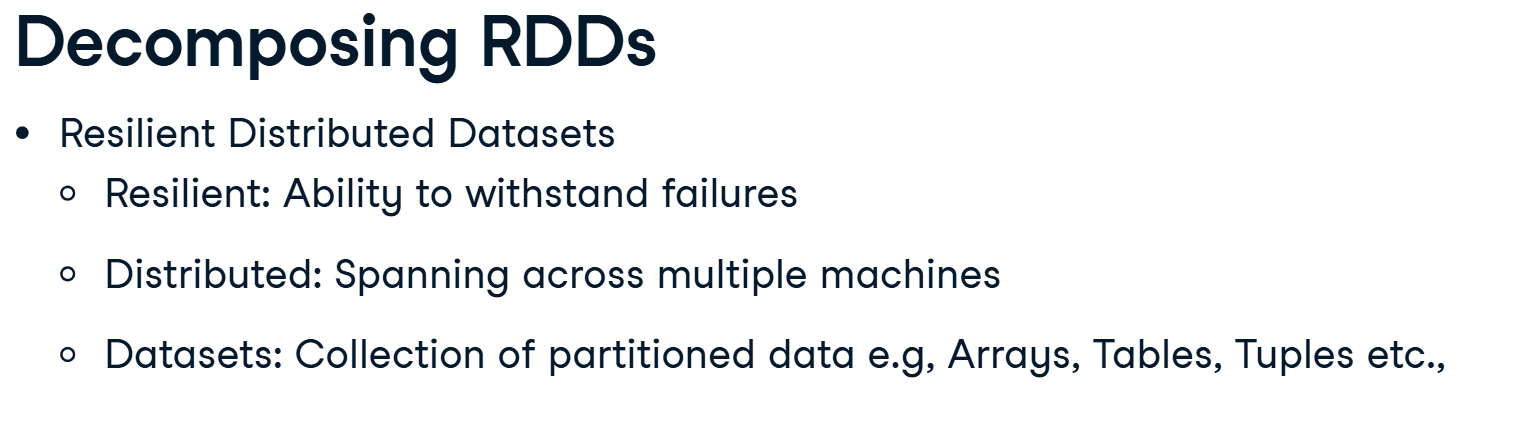 Decomposing RDDs
• Resilient Distributed Datasets
○ Resilient: Ability to withstand failures
○ Distributed: Spanning across multiple machines
○ Datasets: Collection of partitioned data e.g, Arrays, Tables, Tuples etc.,